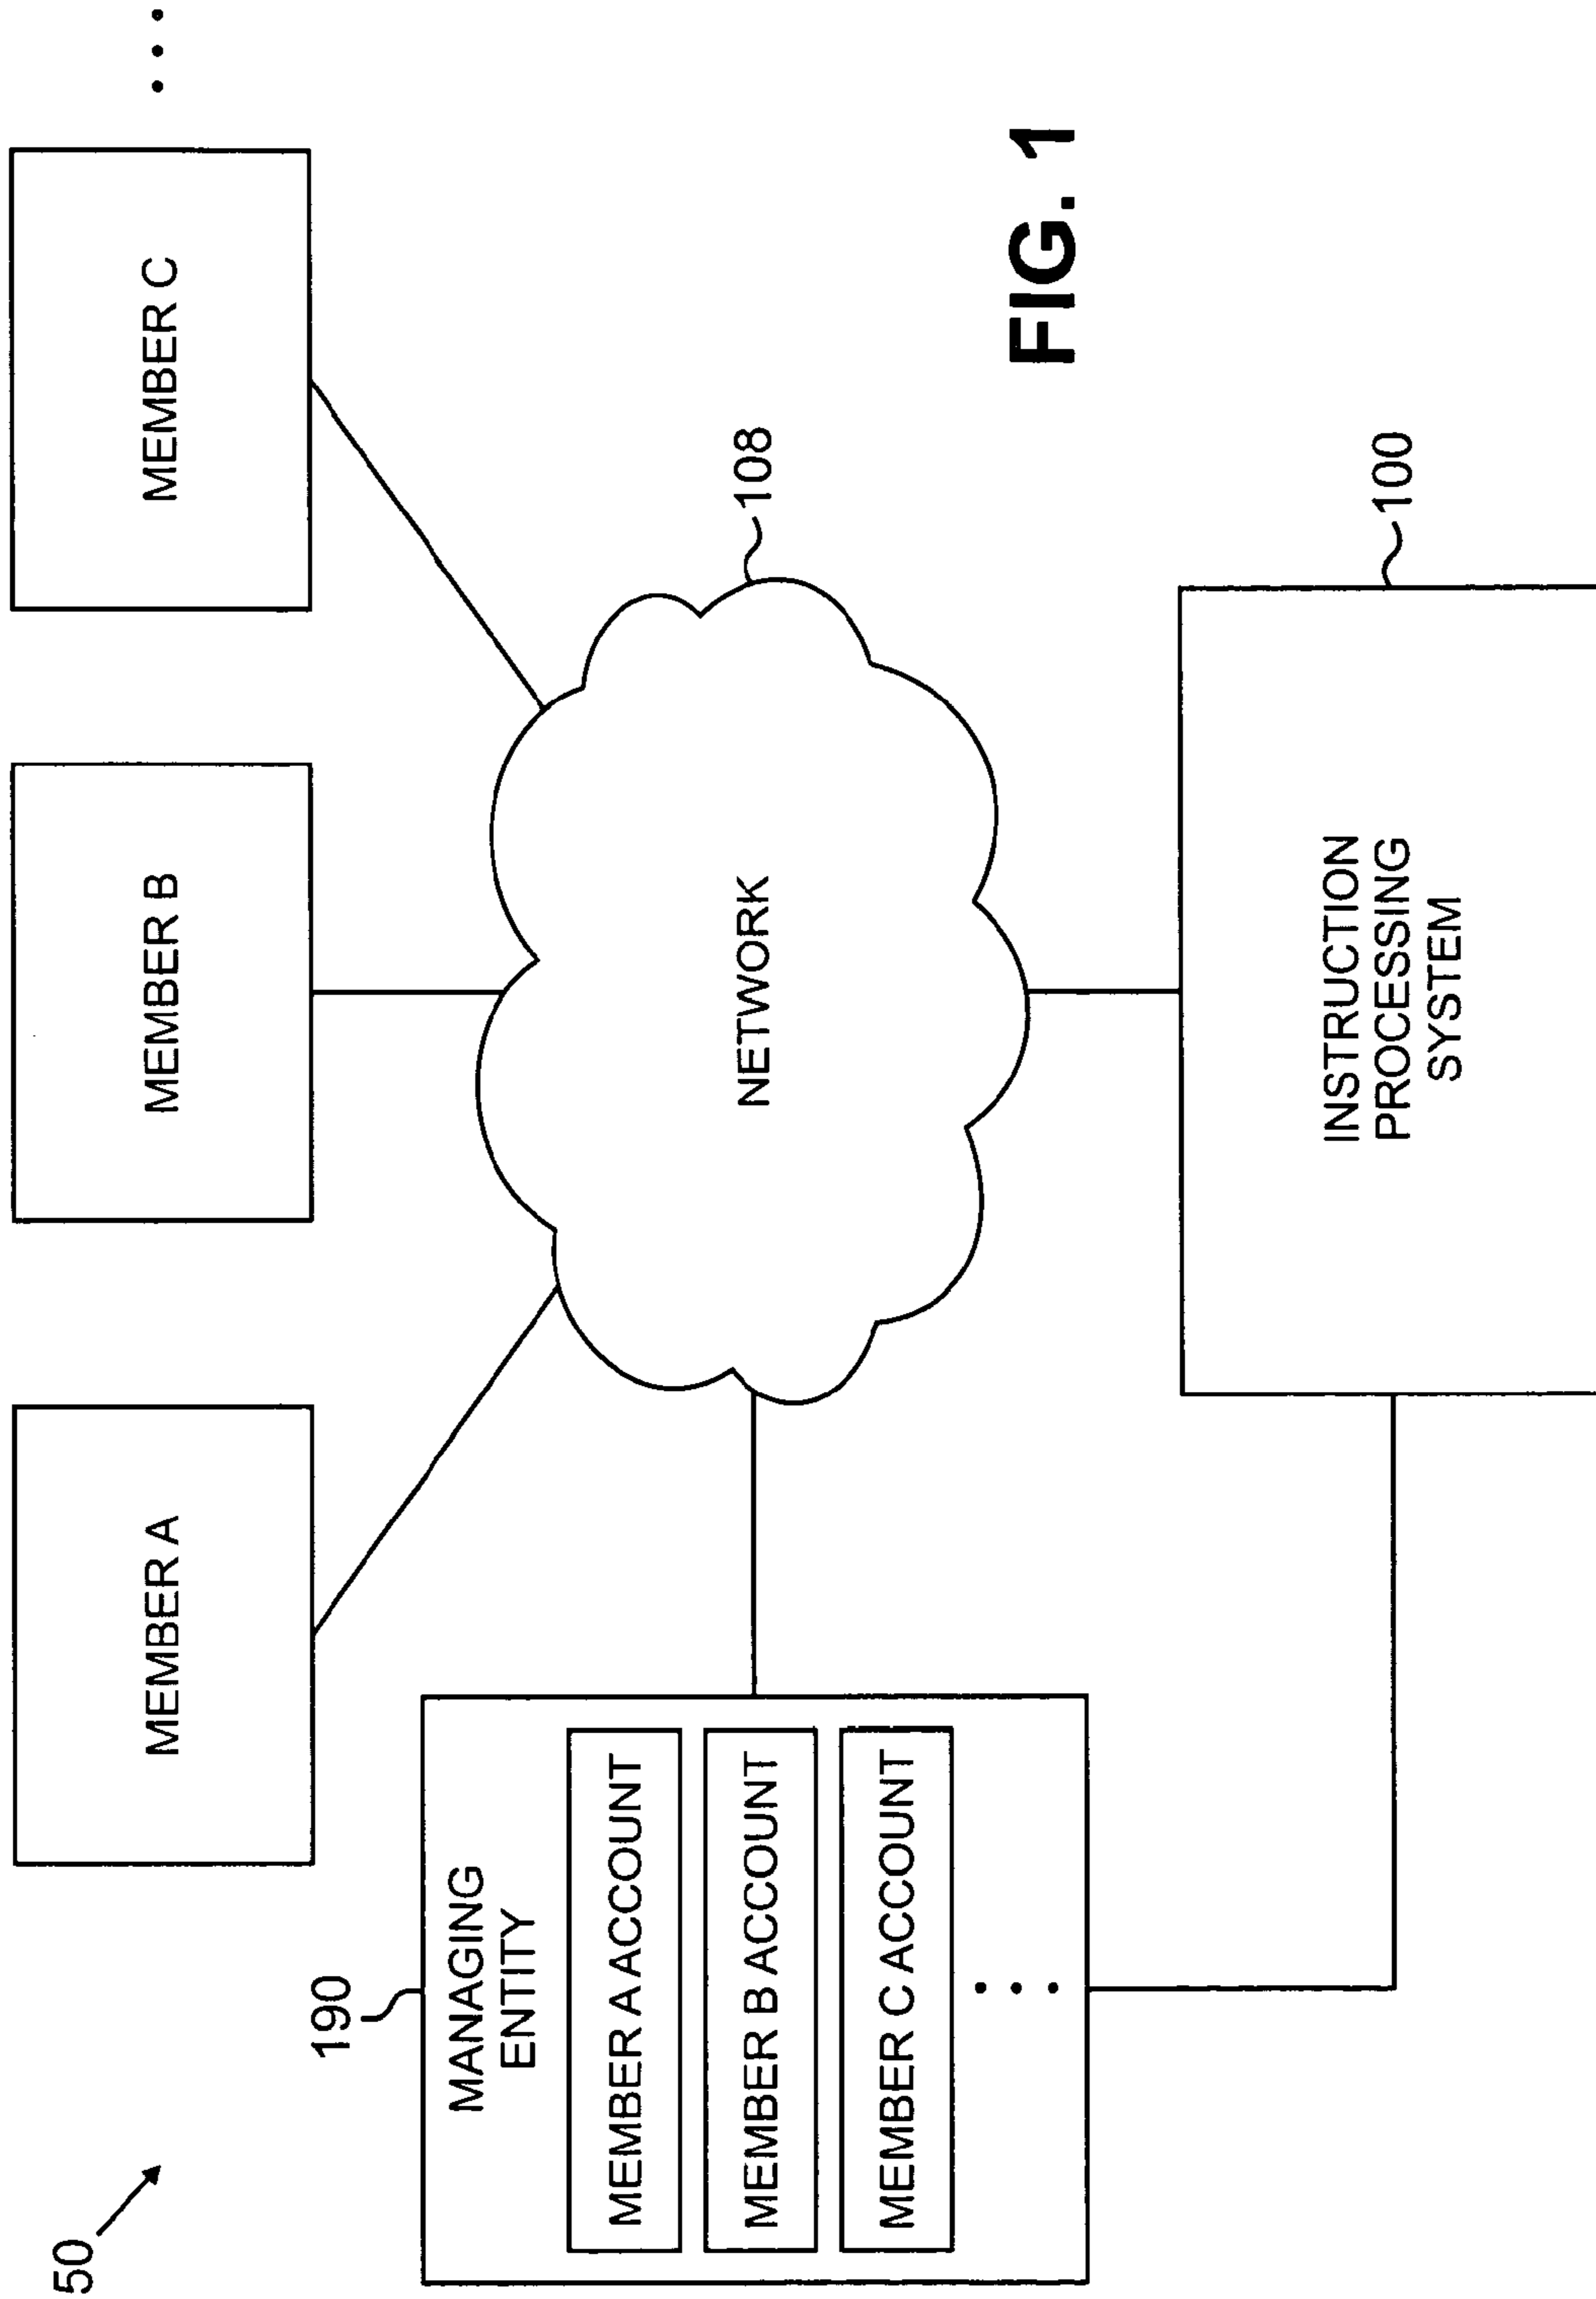 50
MEMBER A
MEMBER B
MEMBER C
...
190
MANAGING
ENTITY
MEMBER A ACCOUNT
MEMBER B ACCOUNT
MEMBER C ACCOUNT
...
NETWORK
108
FIG. 1
INSTRUCTION
PROCESSING
SYSTEM
100